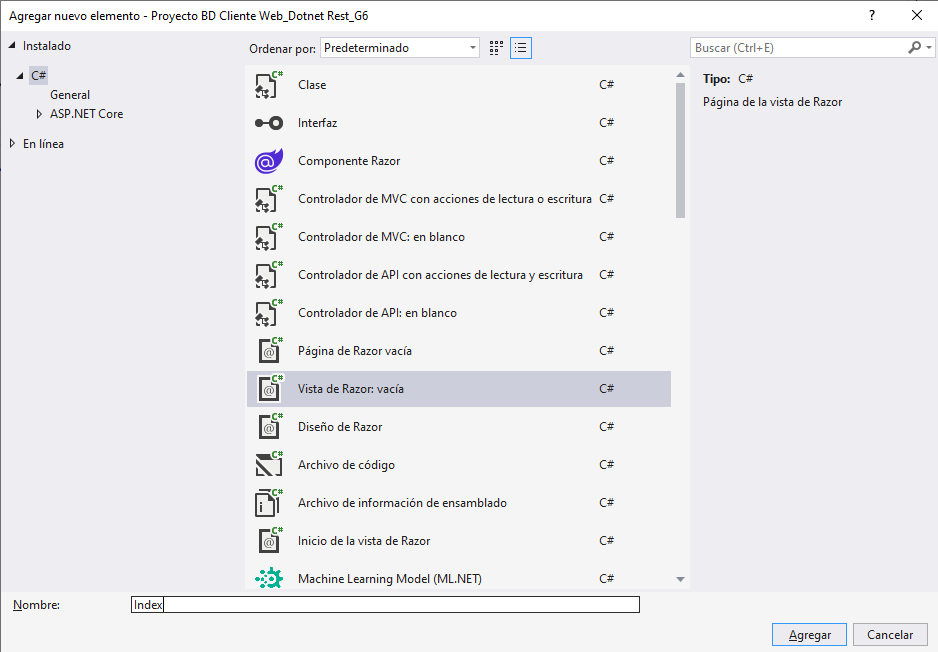 Agregar nuevo elemento - Proyecto BD Cliente Web_Dotnet Rest_G6 ?
Instalado
C#
General
ASP.NET Core
En línea
Ordenar por: Predeterminado
Buscar (Ctrl+E)
Clase C#
Interfaz C#
Componente Razor C#
Controlador de MVC con acciones de lectura o escritura C#
Controlador de MVC: en blanco C#
Controlador de API con acciones de lectura y escritura C#
Controlador de API: en blanco C#
Página de Razor vacía C#
Vista de Razor: vacía C#
Diseño de Razor C#
Archivo de código C#
Archivo de información de ensamblado C#
Inicio de la vista de Razor C#
Machine Learning Model (ML.NET) C#
Tipo: C#
Página de la vista de Razor
Nombre: Index
Agregar Cancelar